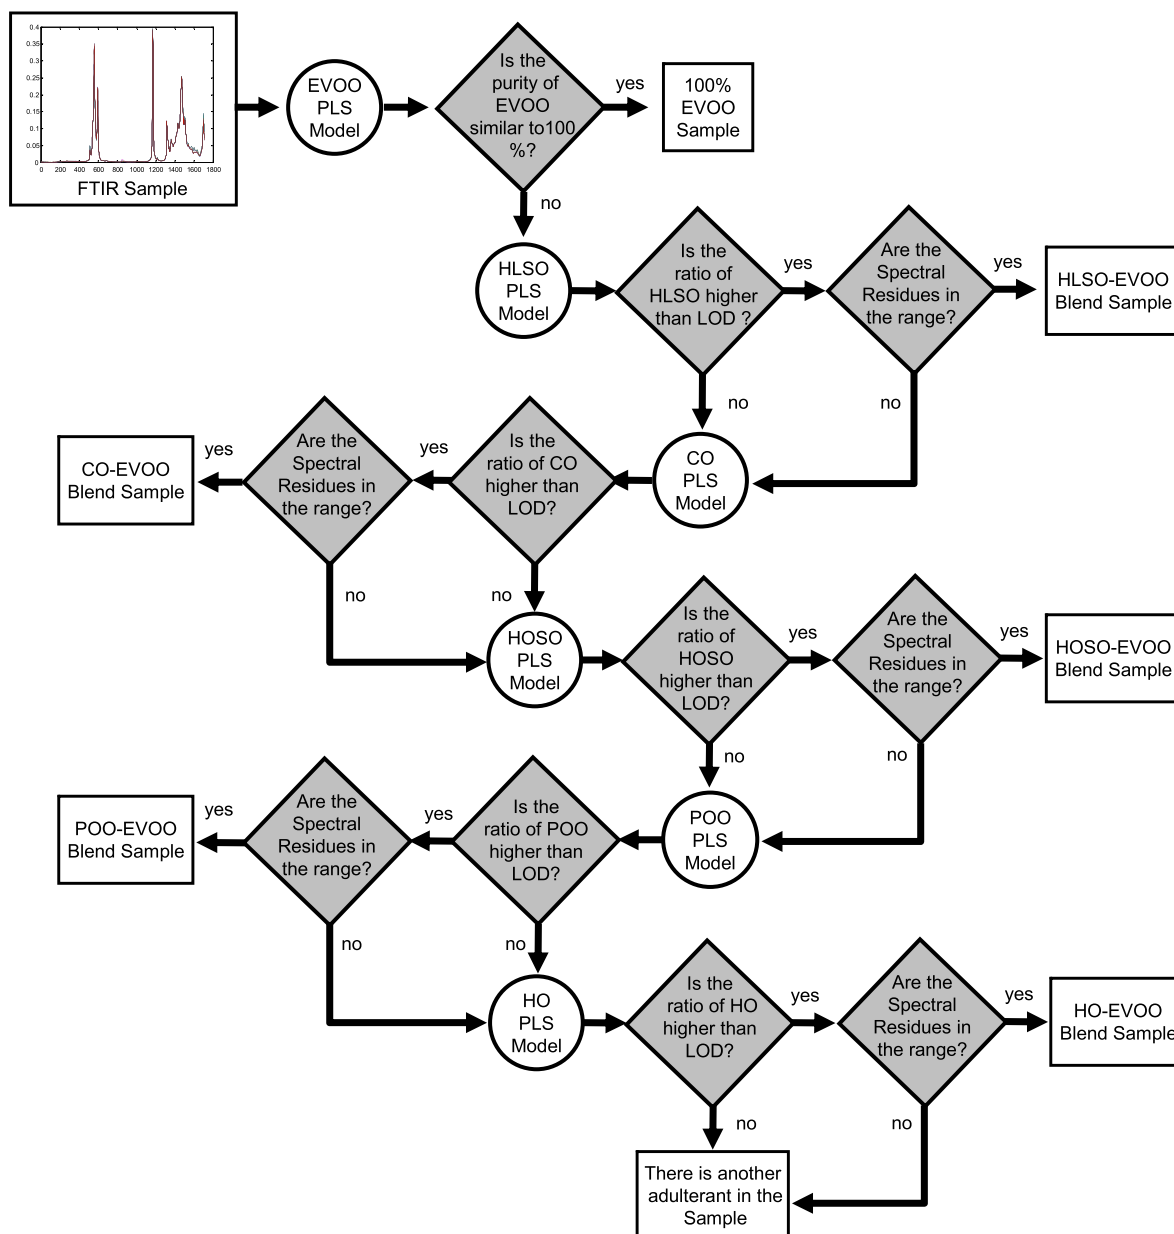 0.4
0.35
0.3
0.25
0.2
0.15
0.1
0.05
0
0 200 400 600 800 1000 1200 1400 1600 1800
FTIR Sample
EVOO
PLS
Model
Is the
purity of
EVOO
similar to100
%?
yes
100%
EVOO
Sample
no
HLSO
PLS
Model
Is the
ratio of
HLSO higher
than LOD ?
yes
Are the
Spectral
Residues in
the range?
yes
HLSO-EVOO
Blend Sample
no
no
CO
PLS
Model
Is the
ratio of CO
higher than
LOD?
yes
Are the
Spectral
Residues in
the range?
yes
CO-EVOO
Blend Sample
no
no
HOSO
PLS
Model
Is the
ratio of
HOSO
higher than
LOD?
yes
Are the
Spectral
Residues in
the range?
yes
HOSO-EVOO
Blend Sample
no
no
POO
PLS
Model
Is the
ratio of POO
higher than
LOD?
yes
Are the
Spectral
Residues in
the range?
yes
POO-EVOO
Blend Sample
no
no
HO
PLS
Model
Is the
ratio of HO
higher than
LOD?
yes
Are the
Spectral
Residues in
the range?
yes
HO-EVOO
Blend Sample
no
no
There is another
adulterant in the
Sample